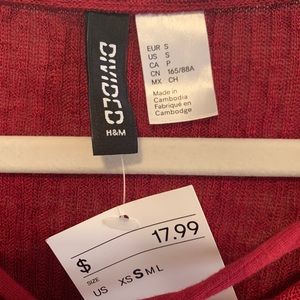 DIVIDED
H&M
EUR S
US S
CA P
CN 165/88A
MX CH
Made in
Cambodia
Fabriqué en
Cambodge
$ 17.99
SIZE
US XS S M L